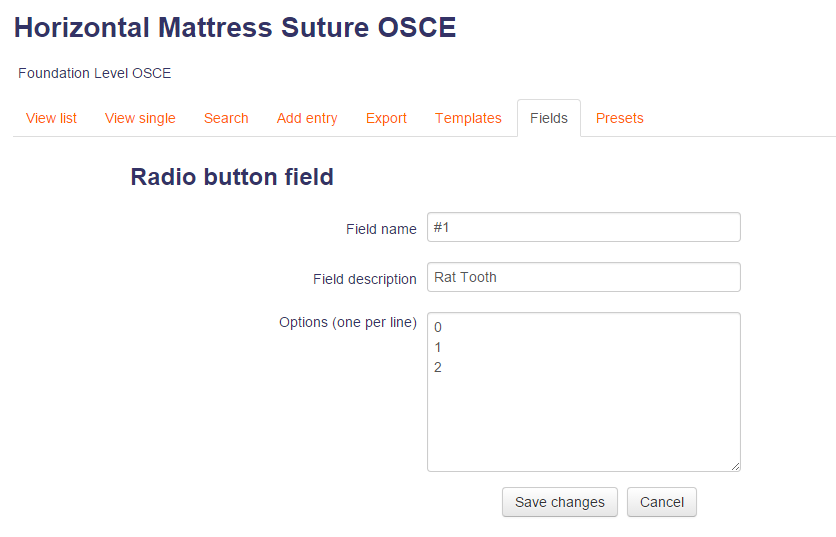 Horizontal Mattress Suture OSCE
Foundation Level OSCE
View list View single Search Add entry Export Templates Fields Presets
Radio button field
Field name #1
Field description Rat Tooth
Options (one per line) 0
1
2
Save changes Cancel